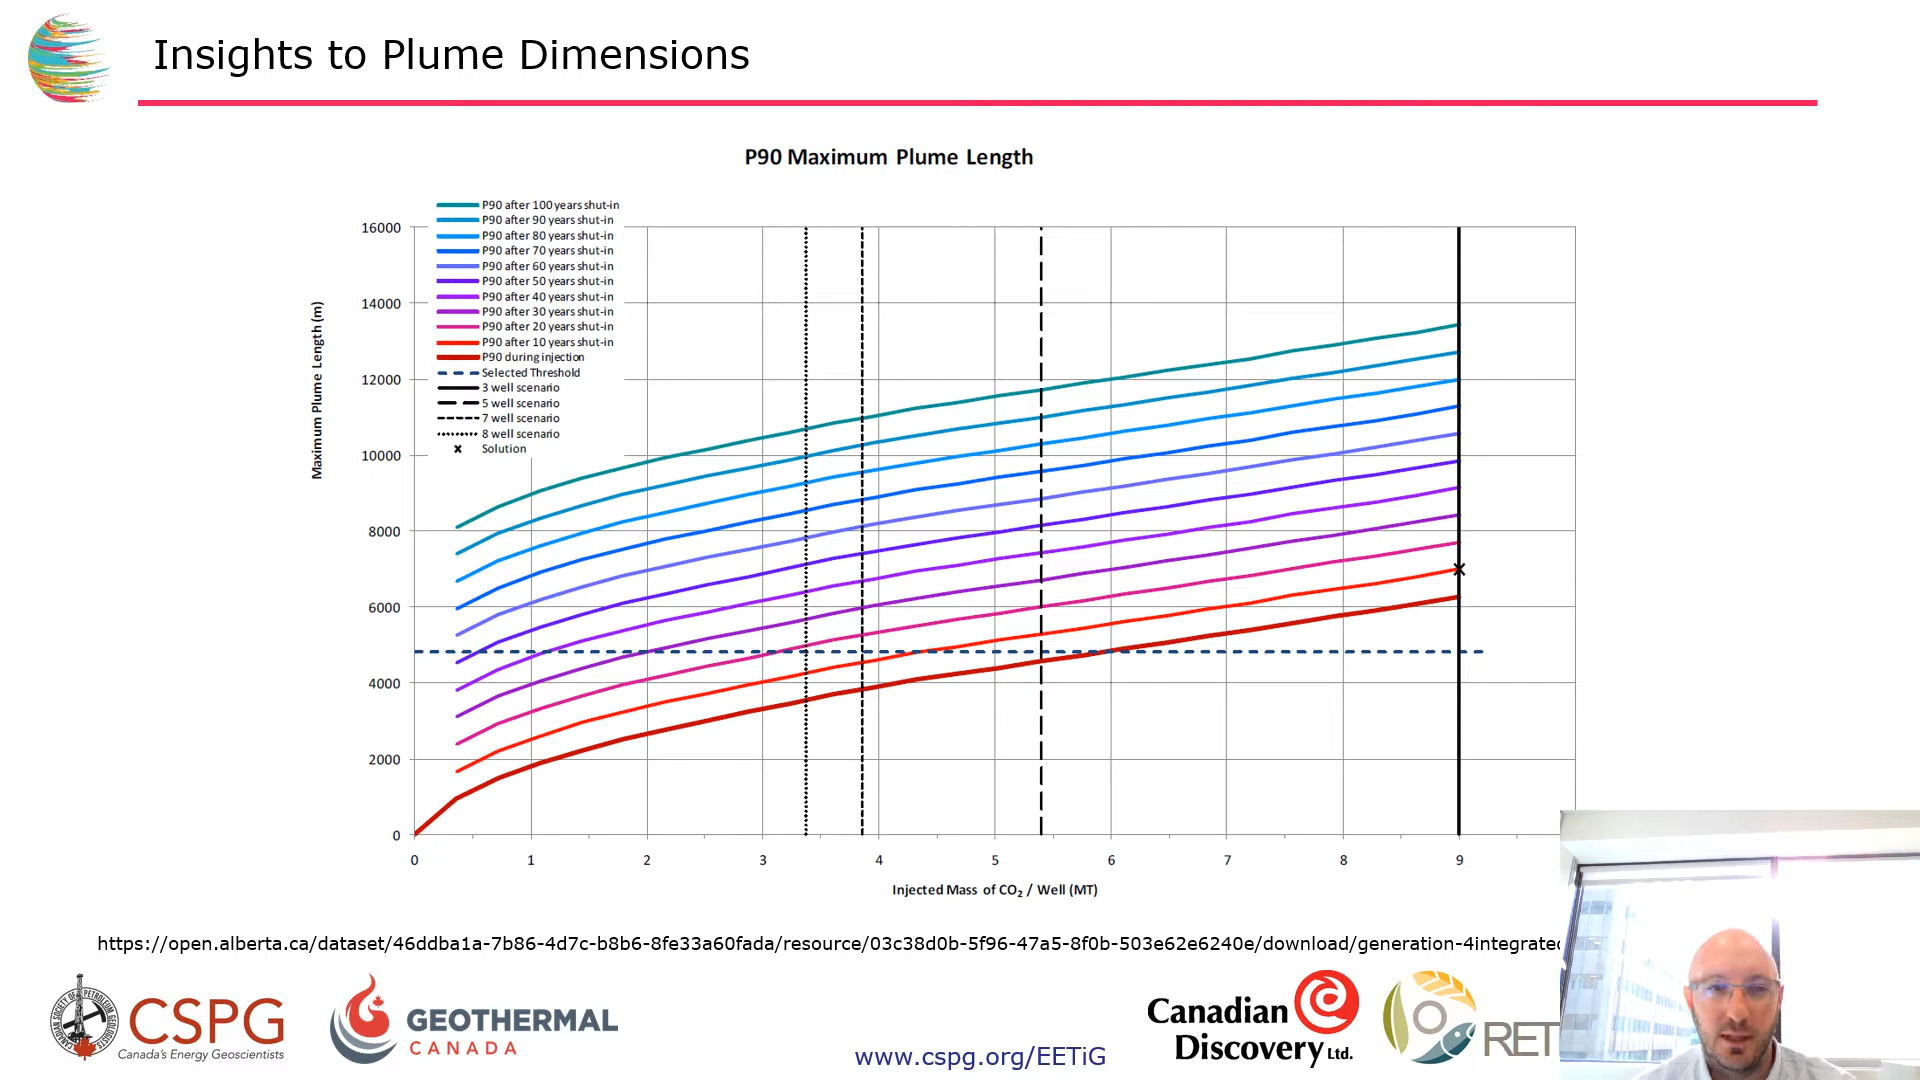 Insights to Plume Dimensions
P90 Maximum Plume Length
P90 after 100 years shut-in
P90 after 90 years shut-in
P90 after 80 years shut-in
P90 after 70 years shut-in
P90 after 60 years shut-in
P90 after 50 years shut-in
P90 after 40 years shut-in
P90 after 30 years shut-in
P90 after 20 years shut-in
P90 after 10 years shut-in
P90 during injection
Selected Threshold
3 well scenario
5 well scenario
7 well scenario
8 well scenario
Solution
Maximum Plume Length (m)
16000
14000
12000
10000
8000
6000
4000
2000
0
0 1 2 3 4 5 6 7 8 9
Injected Mass of CO₂ / Well (MT)
https://open.alberta.ca/dataset/46ddba1a-7b86-4d7c-b8b6-8fe33a60fada/resource/03c38d0b-5f96-47a5-8f0b-503e62e6240e/download/generation-4integrated
CANADIAN SOCIETY OF PETROLEUM GEOLOGISTS
CSPG
Canada's Energy Geoscientists
GEOTHERMAL
CANADA
www.cspg.org/EETiG
Canadian
Discovery Ltd.
RET